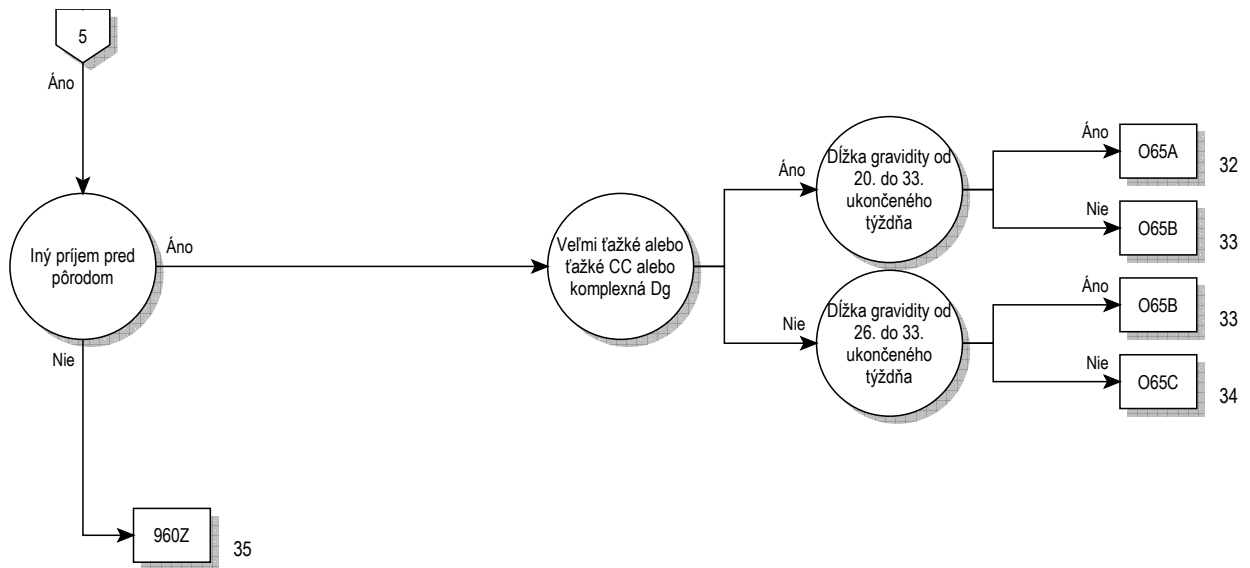 5
Áno
Iný príjem pred
pôrodom
Áno
Nie
960Z
35
Veľmi ťažké alebo
ťažké CC alebo
komplexná Dg
Áno
Dĺžka gravidity od
20. do 33.
ukončeného
týždňa
Áno
O65A
32
Nie
O65B
33
Nie
Dĺžka gravidity od
26. do 33.
ukončeného
týždňa
Áno
O65B
33
Nie
O65C
34